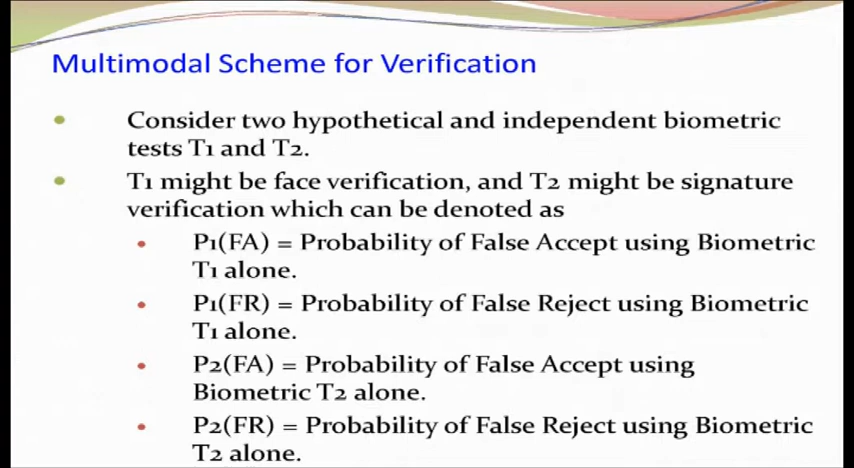 Multimodal Scheme for Verification
Consider two hypothetical and independent biometric
tests T1 and T2.
T1 might be face verification, and T2 might be signature
verification which can be denoted as
P1(FA) = Probability of False Accept using Biometric
T1 alone.
P1(FR) = Probability of False Reject using Biometric
T1 alone.
P2(FA) = Probability of False Accept using
Biometric T2 alone.
P2(FR) = Probability of False Reject using Biometric
T2 alone.